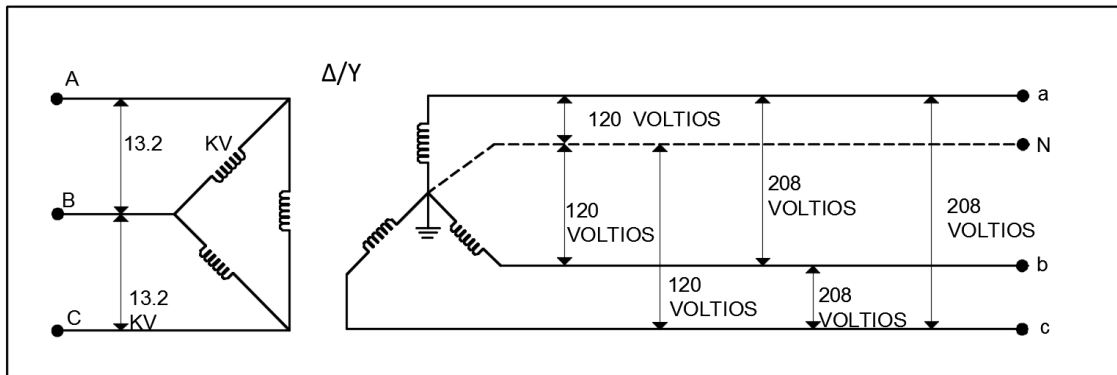 Δ/Y
A
13.2
KV
B
13.2
KV
C
a
120 VOLTIOS
N
208
VOLTIOS
120
VOLTIOS
208
VOLTIOS
b
120
VOLTIOS
208
VOLTIOS
c